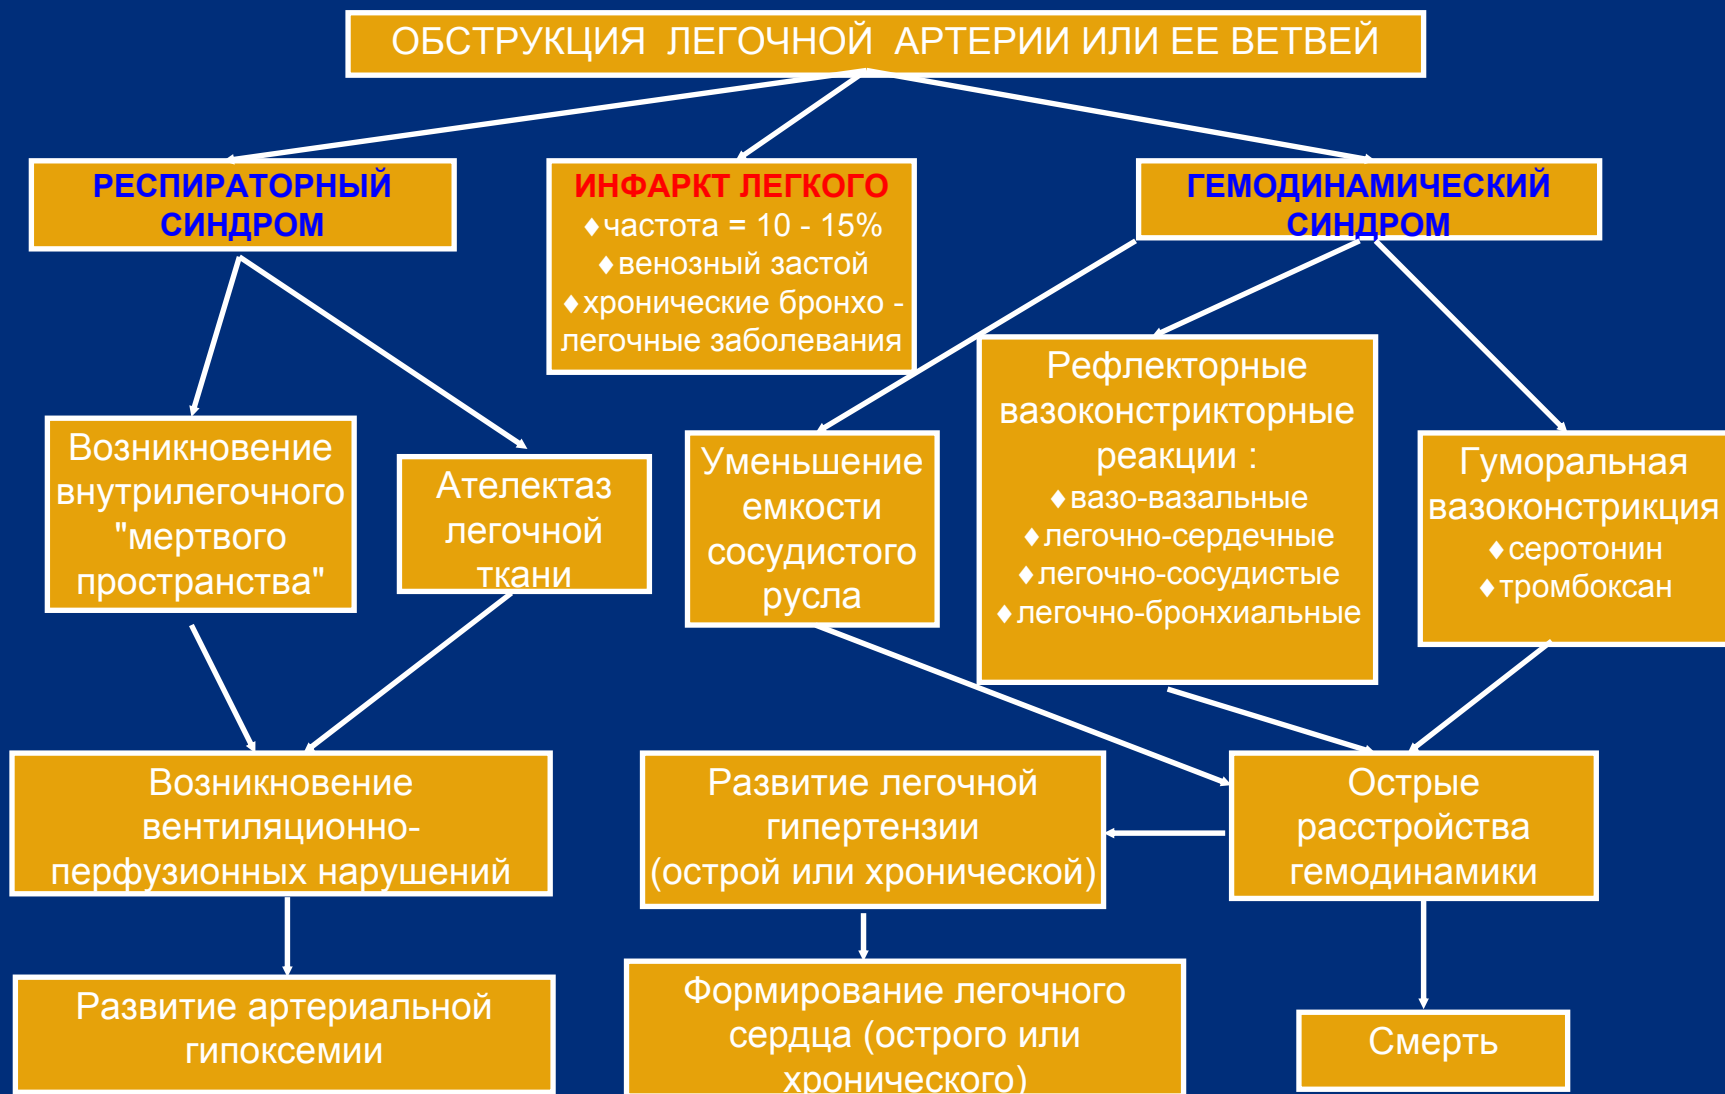 ОБСТРУКЦИЯ ЛЕГОЧНОЙ АРТЕРИИ ИЛИ ЕЕ ВЕТВЕЙ
РЕСПИРАТОРНЫЙ
СИНДРОМ
ИНФАРКТ ЛЕГКОГО
♦частота = 10 - 15%
♦венозный застой
♦хронические бронхо -
легочные заболевания
ГЕМОДИНАМИЧЕСКИЙ
СИНДРОМ
Возникновение
внутрилегочного
"мертвого
пространства"
Ателектаз
легочной
ткани
Уменьшение
емкости
сосудистого
русла
Рефлекторные
вазоконстрикторные
реакции :
♦вазо-вазальные
♦легочно-сердечные
♦легочно-сосудистые
♦легочно-бронхиальные
Гуморальная
вазоконстрикция
♦серотонин
♦тромбоксан
Возникновение
вентиляционно-
перфузионных нарушений
Развитие легочной
гипертензии
(острой или хронической)
Острые
расстройства
гемодинамики
Развитие артериальной
гипоксемии
Формирование легочного
сердца (острого или
хронического)
Смерть